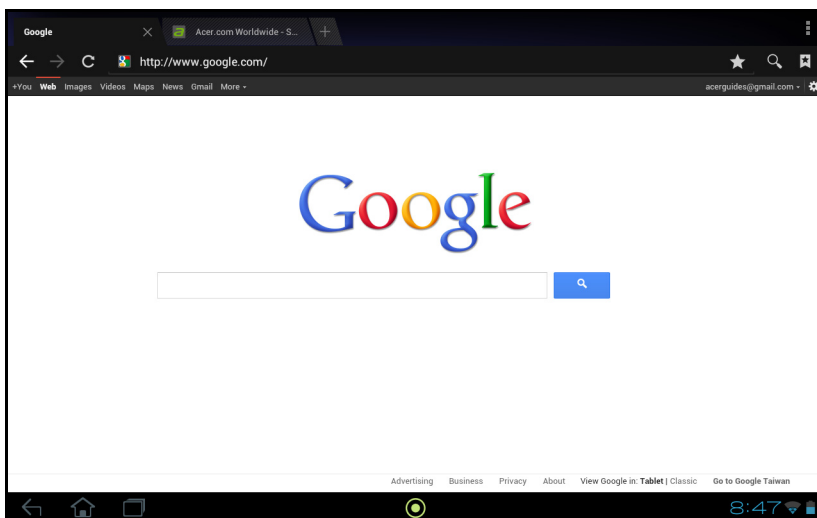 Google Acer.com Worldwide - S...
http://www.google.com/
+You Web Images Videos Maps News Gmail More acerguides@gmail.com
Google
Advertising Business Privacy About View Google in: Tablet | Classic Go to Google Taiwan
8:47